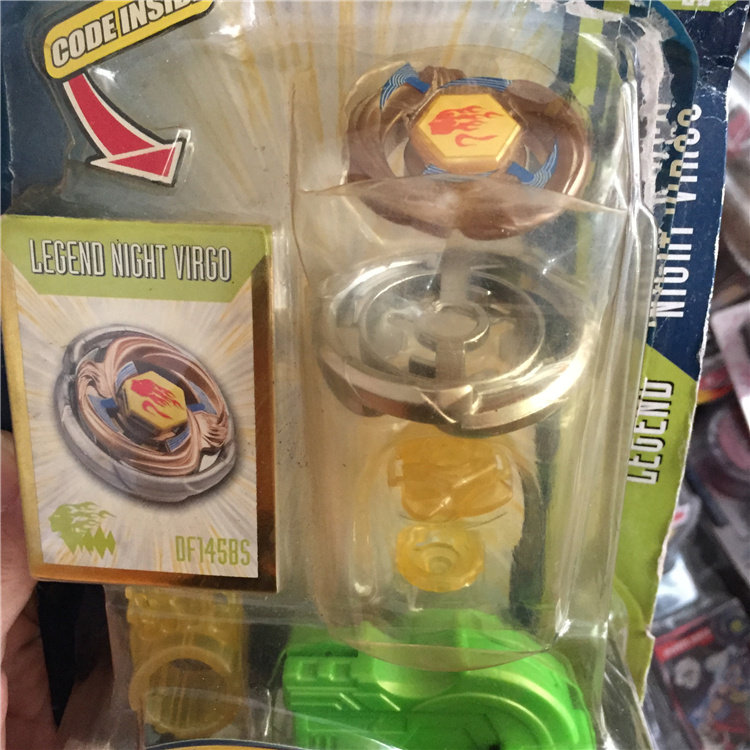 CODE INSIDE
LEGEND NIGHT VIRGO
DF145BS
NIGHT VIRGO
LEGEND